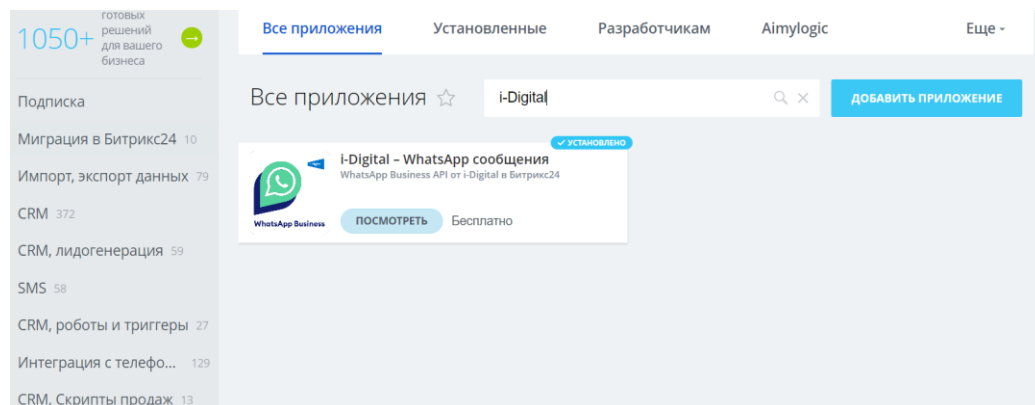 готовых
1050+ решений
для вашего
бизнеса
Все приложения Установленные Разработчикам Aimylogic Еще
Подписка
Миграция в Битрикс24 10
Импорт, экспорт данных 79
CRM 372
CRM, лидогенерация 59
SMS 58
CRM, роботы и триггеры 27
Интеграция с телефо... 129
CRM, Скрипты продаж 13
Все приложения i-Digital ДОБАВИТЬ ПРИЛОЖЕНИЕ
УСТАНОВЛЕНО
i-Digital – WhatsApp сообщения
WhatsApp Business API от i-Digital в Битрикс24
WhatsApp Business
ПОСМОТРЕТЬ Бесплатно